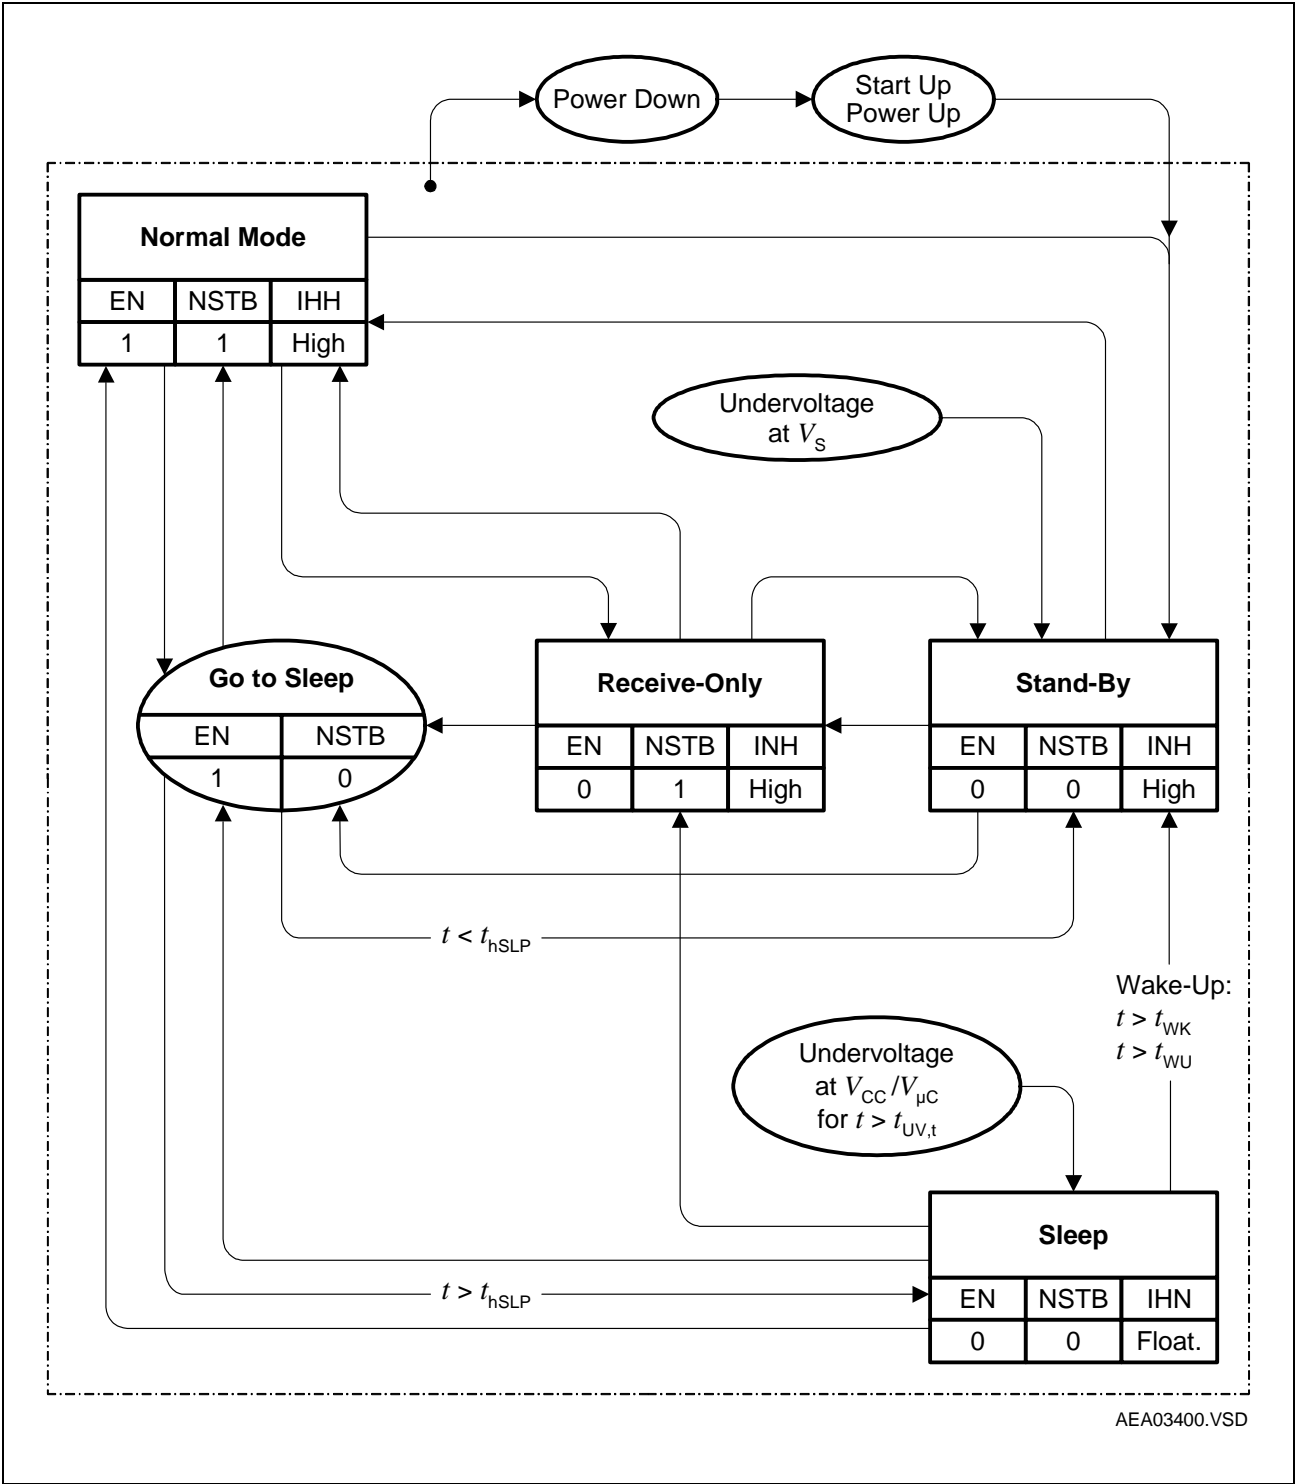 Power Down
Start Up
Power Up
Normal Mode
EN NSTB IHH
1 1 High
Undervoltage
at VS
Go to Sleep
EN NSTB
1 0
Receive-Only
EN NSTB INH
0 1 High
Stand-By
EN NSTB INH
0 0 High
t < thSLP
Wake-Up:
t > tWK
t > tWU
Undervoltage
at VCC/VµC
for t > tUV,t
Sleep
t > thSLP
EN NSTB IHN
0 0 Float.
AEA03400.VSD